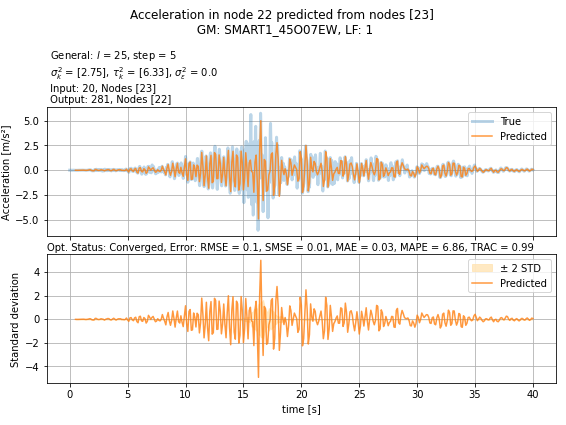 Acceleration in node 22 predicted from nodes [23]
GM: SMART1_45O07EW, LF: 1
General: l = 25, step = 5
σ²ₖ = [2.75], τ²ₖ = [6.33], σ²ε = 0.0
Input: 20, Nodes [23]
Output: 281, Nodes [22]
Acceleration [m/s²]
5.0
2.5
0.0
−2.5
−5.0
True
Predicted
Opt. Status: Converged, Error: RMSE = 0.1, SMSE = 0.01, MAE = 0.03, MAPE = 6.86, TRAC = 0.99
Standard deviation
4
2
0
−2
−4
± 2 STD
Predicted
0 5 10 15 20 25 30 35 40
time [s]